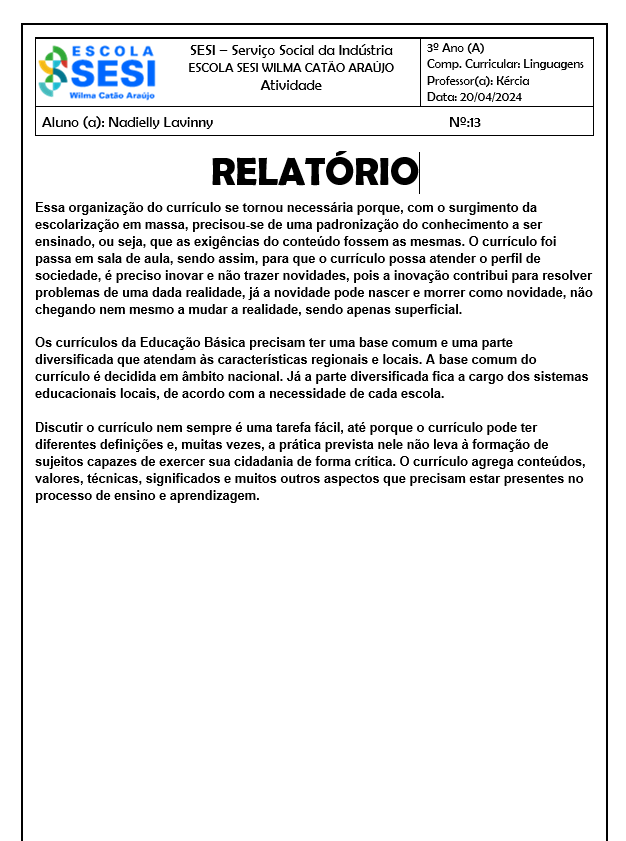 ESCOLA
SESI
Wilma Catão Araújo
SESI – Serviço Social da Indústria
ESCOLA SESI WILMA CATÃO ARAÚJO
Atividade
3º Ano (A)
Comp. Curricular: Linguagens
Professor(a): Kércia
Data: 20/04/2024
Aluno (a): Nadielly Lavinny
Nº:13
RELATÓRIO
Essa organização do currículo se tornou necessária porque, com o surgimento da
escolarização em massa, precisou-se de uma padronização do conhecimento a ser
ensinado, ou seja, que as exigências do conteúdo fossem as mesmas. O currículo foi
passa em sala de aula, sendo assim, para que o currículo possa atender o perfil de
sociedade, é preciso inovar e não trazer novidades, pois a inovação contribui para resolver
problemas de uma dada realidade, já a novidade pode nascer e morrer como novidade, não
chegando nem mesmo a mudar a realidade, sendo apenas superficial.
Os currículos da Educação Básica precisam ter uma base comum e uma parte
diversificada que atendam às características regionais e locais. A base comum do
currículo é decidida em âmbito nacional. Já a parte diversificada fica a cargo dos sistemas
educacionais locais, de acordo com a necessidade de cada escola.
Discutir o currículo nem sempre é uma tarefa fácil, até porque o currículo pode ter
diferentes definições e, muitas vezes, a prática prevista nele não leva à formação de
sujeitos capazes de exercer sua cidadania de forma crítica. O currículo agrega conteúdos,
valores, técnicas, significados e muitos outros aspectos que precisam estar presentes no
processo de ensino e aprendizagem.